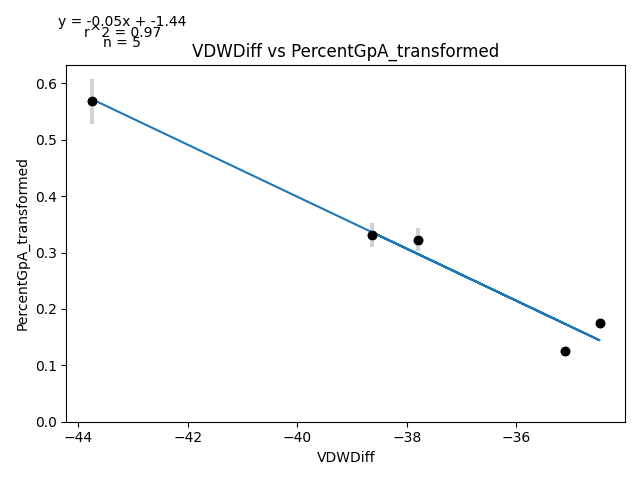 y = -0.05x + -1.44
r^2 = 0.97
n = 5
VDWDiff vs PercentGpA_transformed
PercentGpA_transformed
0.6
0.5
0.4
0.3
0.2
0.1
0.0
−44
−42
−40
−38
−36
VDWDiff